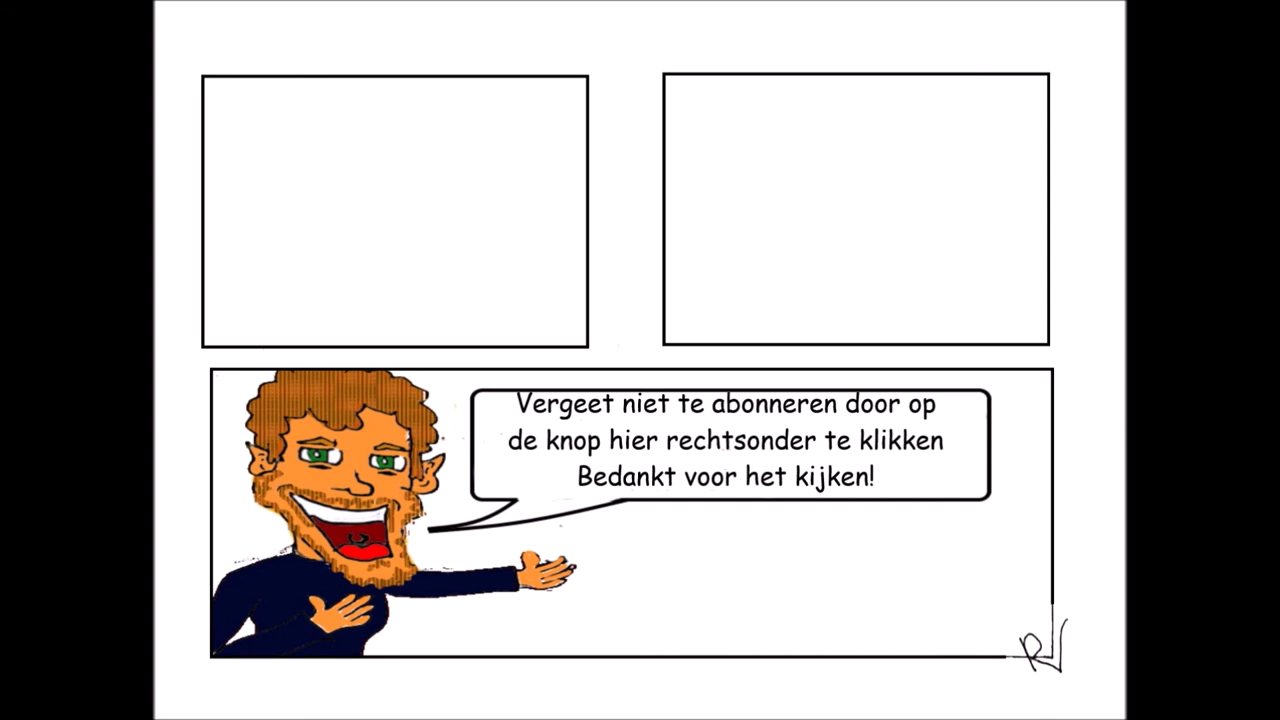 Vergeet niet te abonneren door op
de knop hier rechtsonder te klikken
Bedankt voor het kijken!